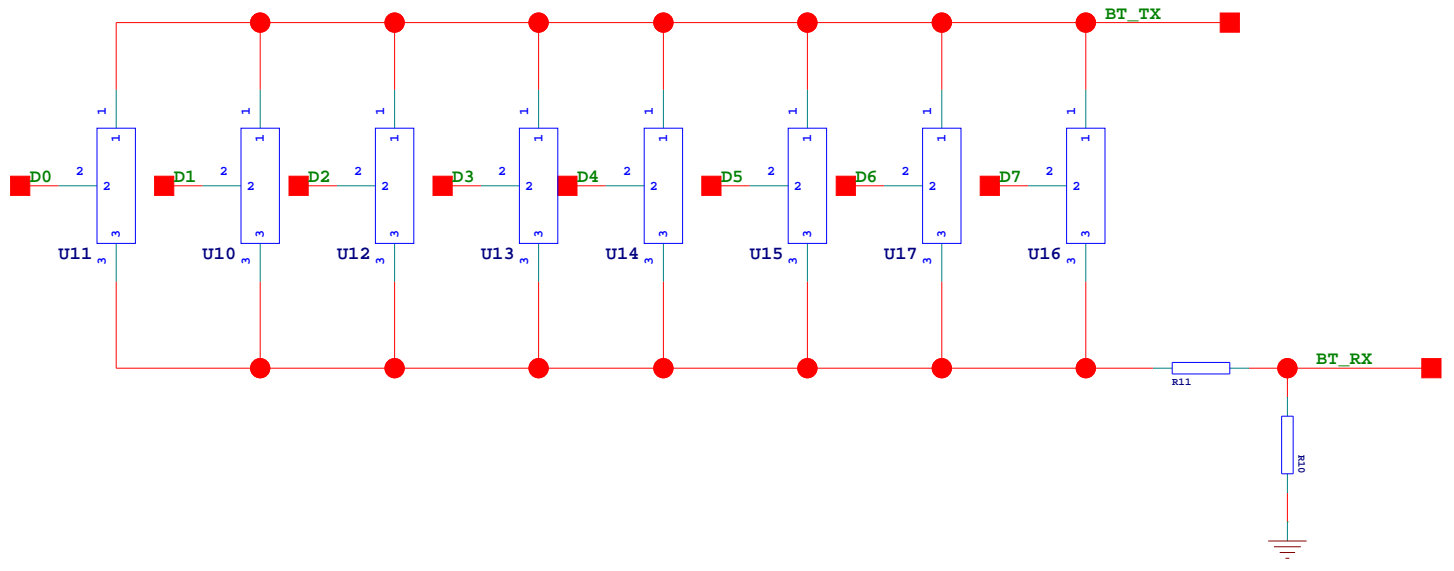 BT_TX
1 1 1 1 1 1 1 1
1 1 1 1 1 1 1 1
D0 2 D1 2 D2 2 D3 2 D4 2 D5 2 D6 2 D7 2
2 2 2 2 2 2 2 2
3 3 3 3 3 3 3 3
U11 U10 U12 U13 U14 U15 U17 U16
3 3 3 3 3 3 3 3
BT_RX
R11
R10